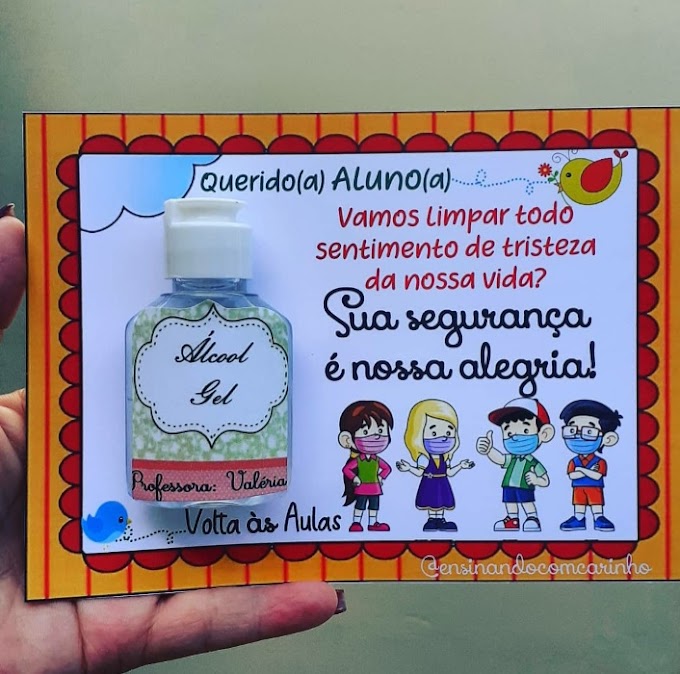 Querido(a) ALUNO(a)
Vamos limpar todo
sentimento de tristeza
da nossa vida?
Sua segurança
é nossa alegria!
Álcool
Gel
Professora: Valéria
Volta às Aulas
@ensinandocomcarinho